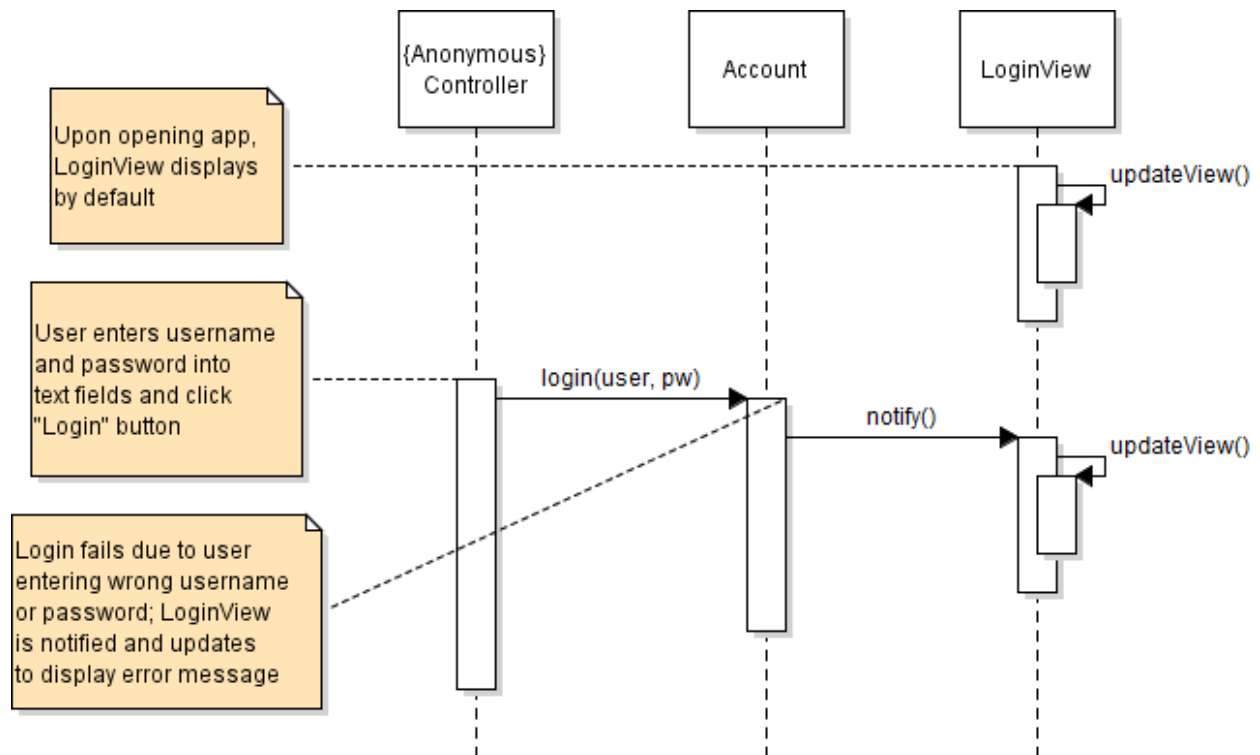 {Anonymous}
Controller
Account
LoginView
Upon opening app,
LoginView displays
by default
updateView()
User enters username
and password into
text fields and click
"Login" button
login(user, pw)
notify()
updateView()
Login fails due to user
entering wrong username
or password; LoginView
is notified and updates
to display error message